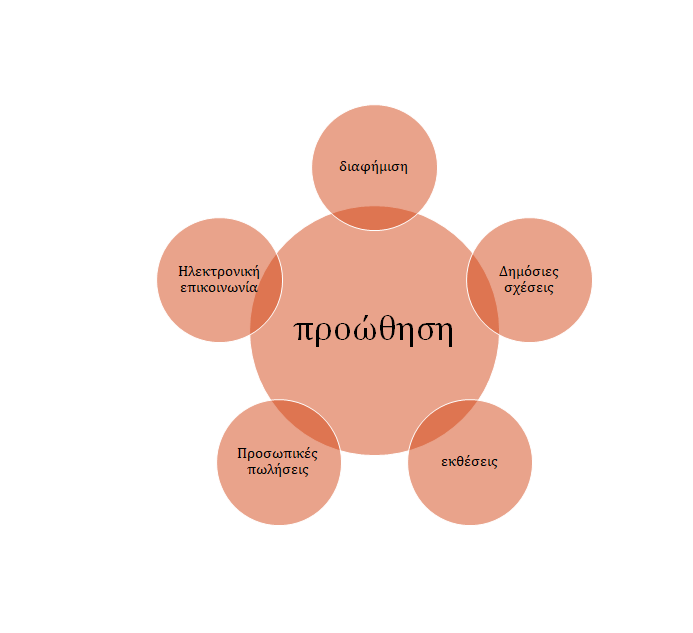 διαφήμιση
Δημόσιες
σχέσεις
εκθέσεις
Προσωπικές
πωλήσεις
Ηλεκτρονική
επικοινωνία
προώθηση